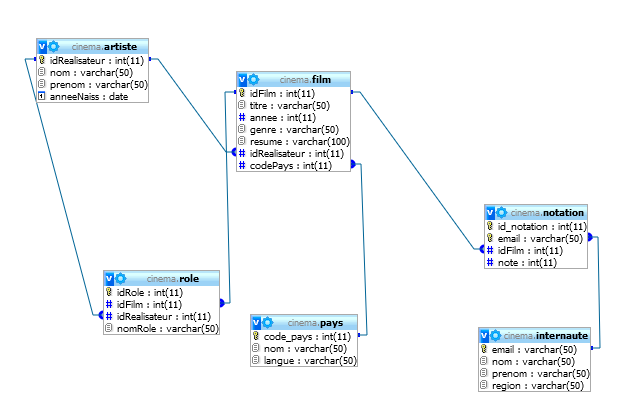 cinema.artiste
idRealisateur : int(11)
nom : varchar(50)
prenom : varchar(50)
anneeNaiss : date
cinema.film
idFilm : int(11)
titre : varchar(50)
# annee : int(11)
genre : varchar(50)
resume : varchar(100)
# idRealisateur : int(11)
# codePays : int(11)
cinema.notation
id_notation : int(11)
email : varchar(50)
# idFilm : int(11)
# note : int(11)
cinema.role
idRole : int(11)
# idFilm : int(11)
# idRealisateur : int(11)
nomRole : varchar(50)
cinema.pays
code_pays : int(11)
nom : varchar(50)
langue : varchar(50)
cinema.internaute
email : varchar(50)
nom : varchar(50)
prenom : varchar(50)
region : varchar(50)